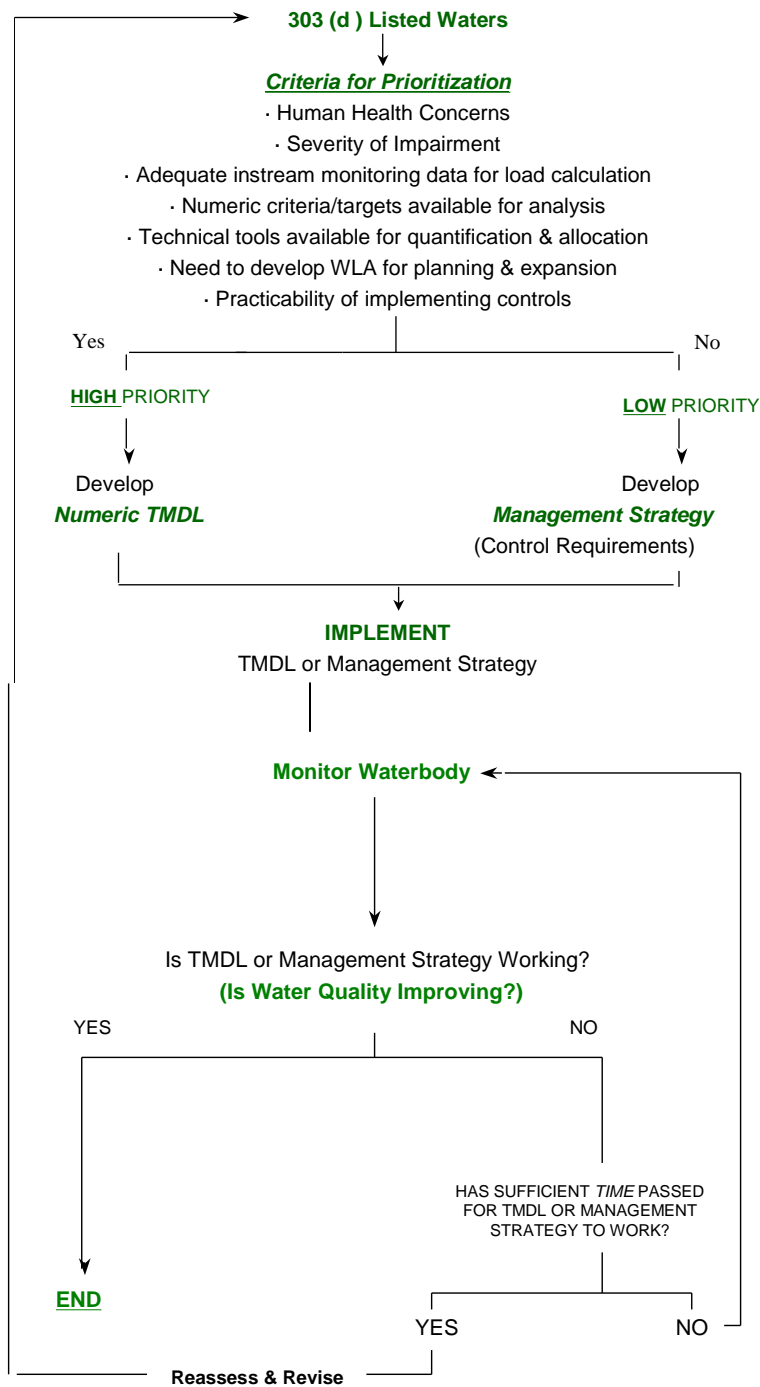 303 (d ) Listed Waters
Criteria for Prioritization
· Human Health Concerns
· Severity of Impairment
· Adequate instream monitoring data for load calculation
· Numeric criteria/targets available for analysis
· Technical tools available for quantification & allocation
· Need to develop WLA for planning & expansion
· Practicability of implementing controls
Yes
No
HIGH PRIORITY
LOW PRIORITY
Develop
Numeric TMDL
Develop
Management Strategy
(Control Requirements)
IMPLEMENT
TMDL or Management Strategy
Monitor Waterbody
Is TMDL or Management Strategy Working?
(Is Water Quality Improving?)
YES
NO
HAS SUFFICIENT TIME PASSED
FOR TMDL OR MANAGEMENT
STRATEGY TO WORK?
END
YES
NO
Reassess & Revise